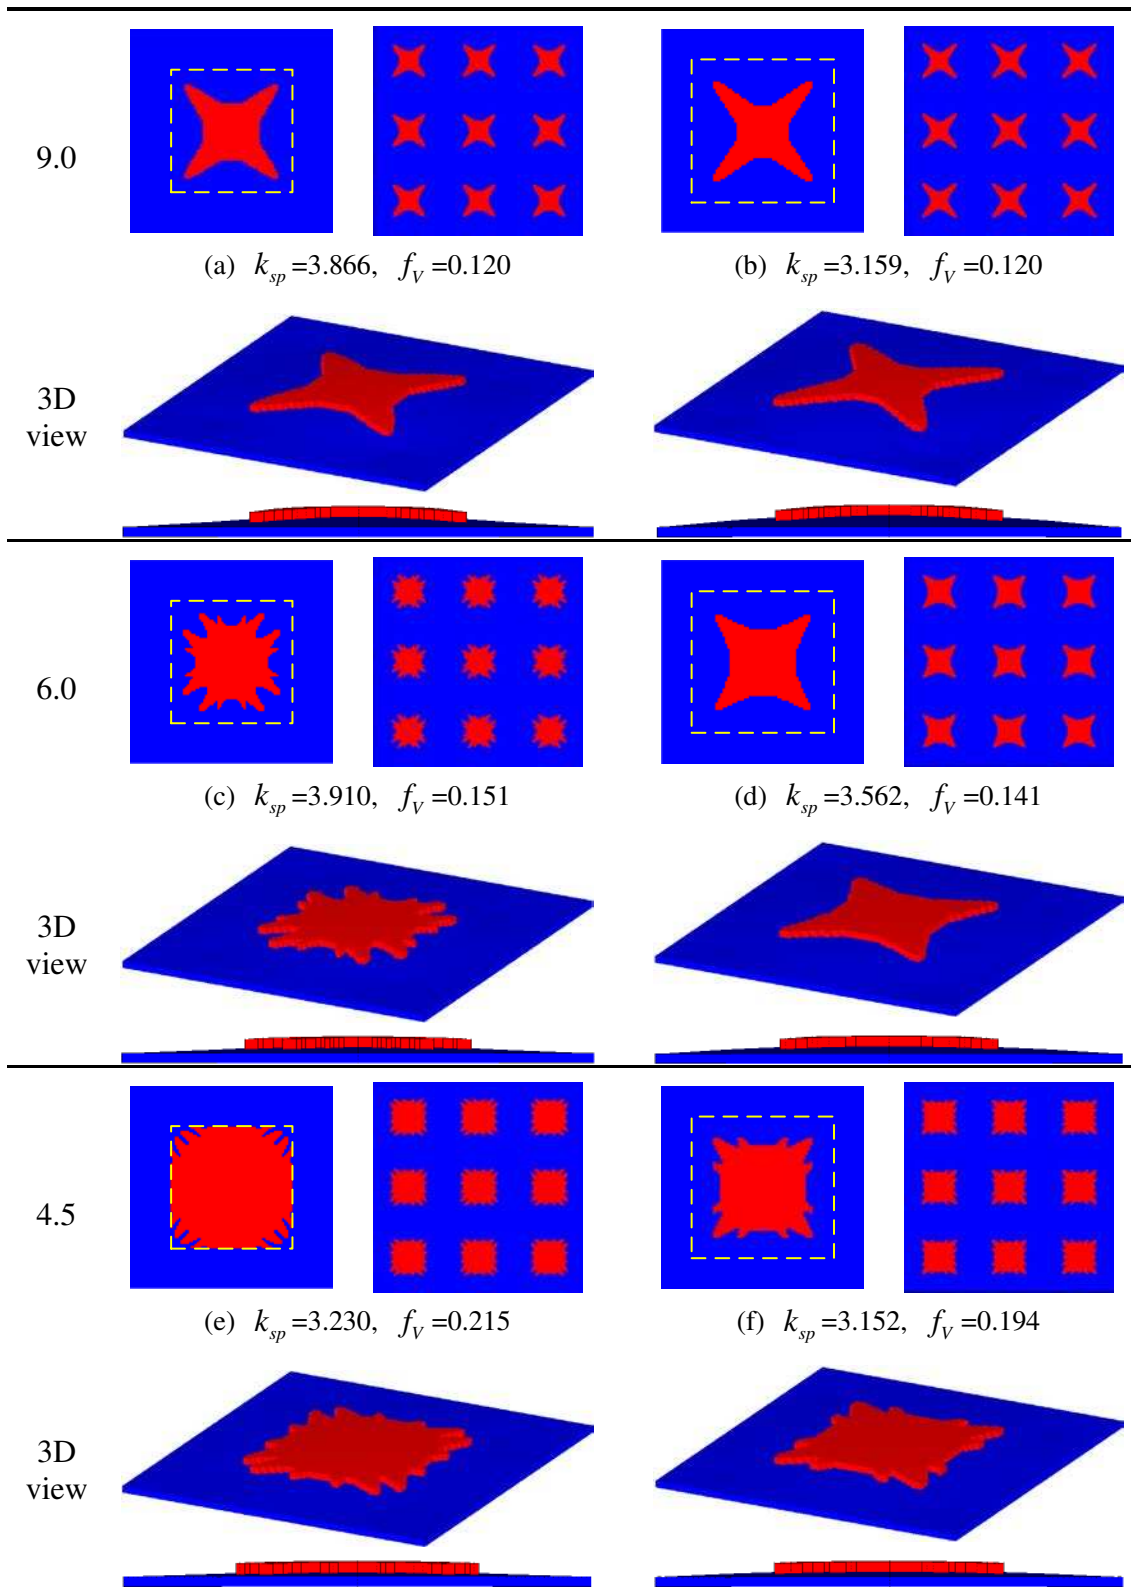 9.0
(a) k_sp =3.866, f_V =0.120
(b) k_sp =3.159, f_V =0.120
3D
view
6.0
(c) k_sp =3.910, f_V =0.151
(d) k_sp =3.562, f_V =0.141
3D
view
4.5
(e) k_sp =3.230, f_V =0.215
(f) k_sp =3.152, f_V =0.194
3D
view